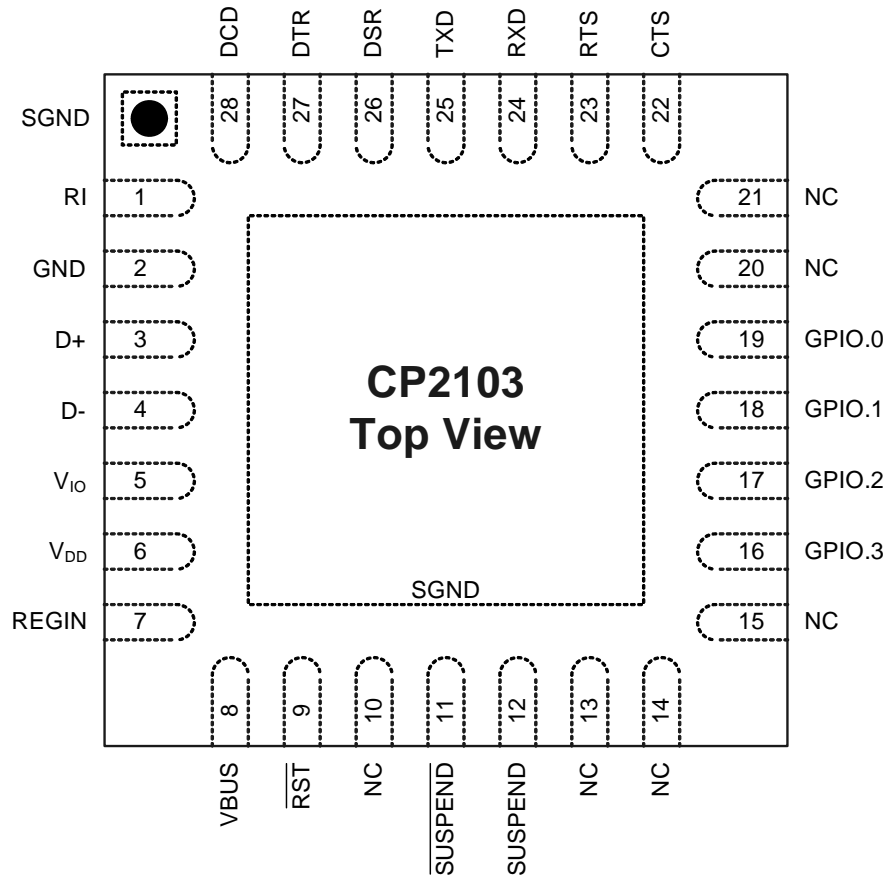 DCD DTR DSR TXD RXD RTS CTS
28 27 26 25 24 23 22
SGND
RI 1 21 NC
GND 2 20 NC
D+ 3 19 GPIO.0
D- 4 18 GPIO.1
VIO 5 17 GPIO.2
VDD 6 16 GPIO.3
REGIN 7 15 NC
CP2103
Top View
SGND
8 9 10 11 12 13 14
VBUS RST NC SUSPEND SUSPEND NC NC